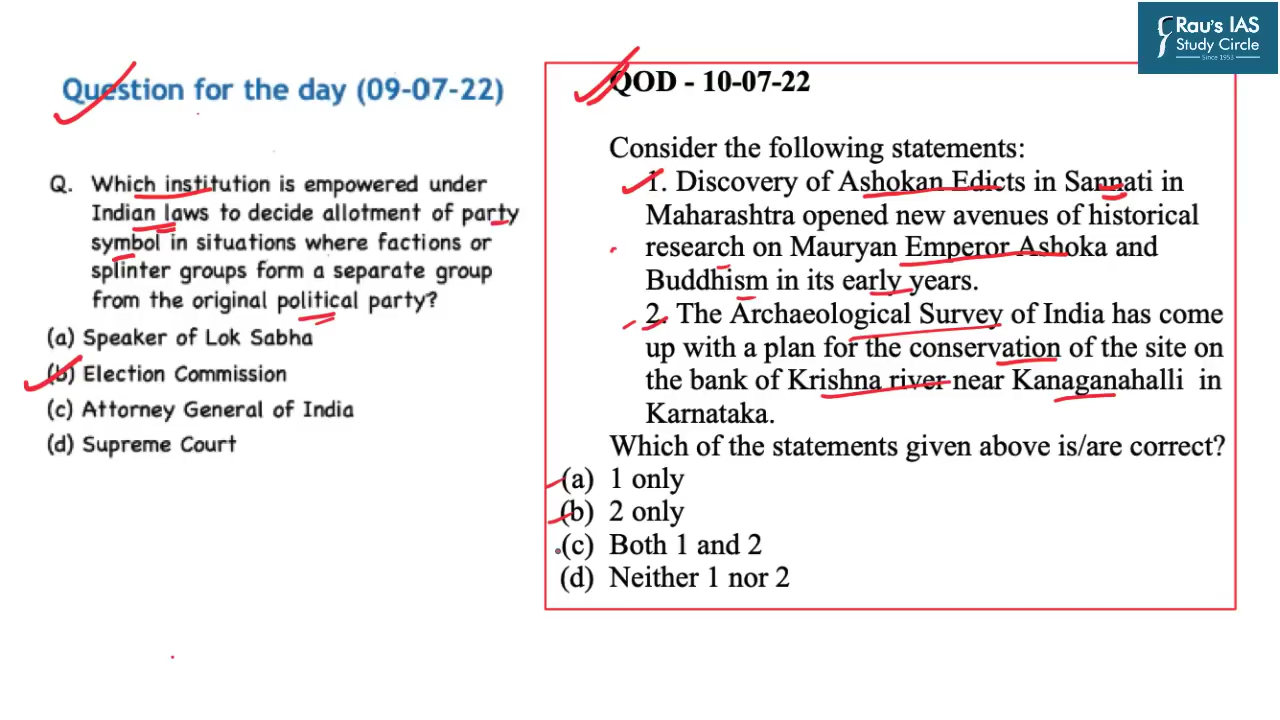 Rau's IAS
Study Circle
Since 1953
Question for the day (09-07-22)
Q. Which institution is empowered under
Indian laws to decide allotment of party
symbol in situations where factions or
splinter groups form a separate group
from the original political party?
(a) Speaker of Lok Sabha
(b) Election Commission
(c) Attorney General of India
(d) Supreme Court
QOD - 10-07-22
Consider the following statements:
1. Discovery of Ashokan Edicts in Sannati in
Maharashtra opened new avenues of historical
research on Mauryan Emperor Ashoka and
Buddhism in its early years.
2. The Archaeological Survey of India has come
up with a plan for the conservation of the site on
the bank of Krishna river near Kanaganahalli in
Karnataka.
Which of the statements given above is/are correct?
(a) 1 only
(b) 2 only
(c) Both 1 and 2
(d) Neither 1 nor 2